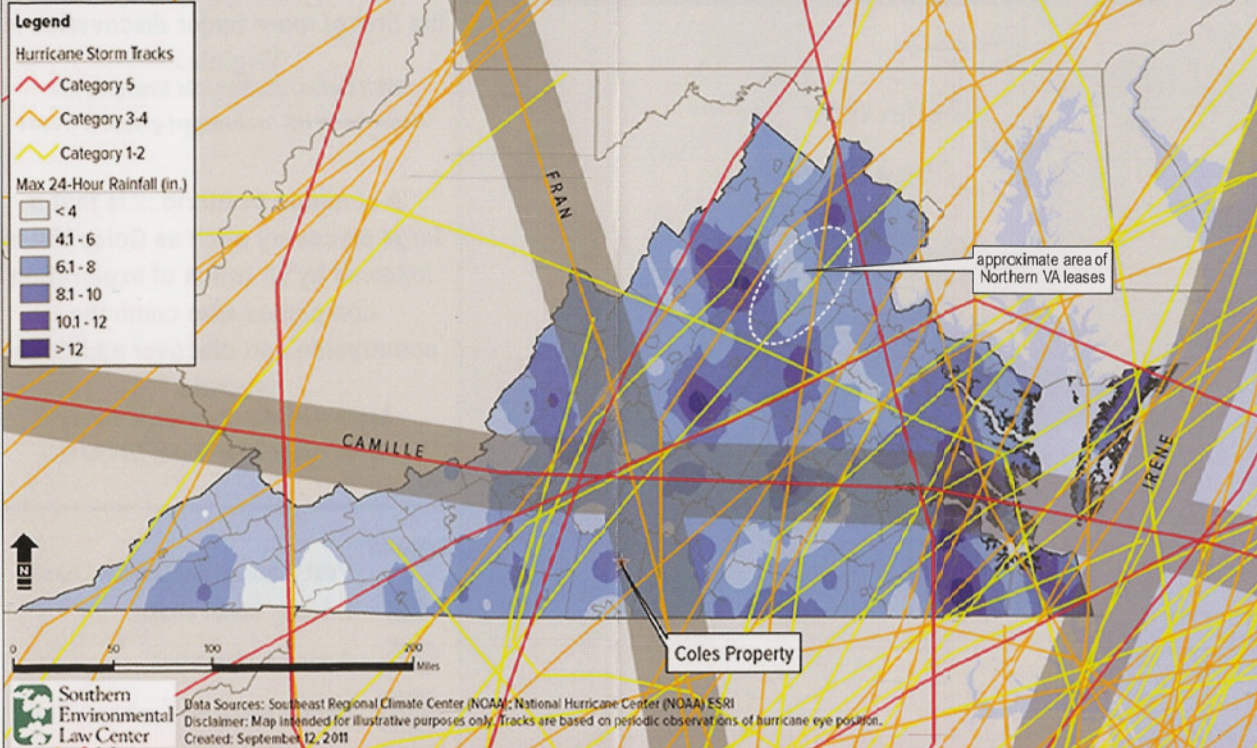 Legend
Hurricane Storm Tracks
Category 5
Category 3-4
Category 1-2
Max 24-Hour Rainfall (in.)
< 4
4.1 - 6
6.1 - 8
8.1 - 10
10.1 - 12
> 12
FRAN
approximate area of
Northern VA leases
CAMILLE
IRENE
N
Coles Property
0 50 100 200
Miles
Southern
Environmental
Law Center
Data Sources: Southeast Regional Climate Center (NOAA); National Hurricane Center (NOAA) ESRI
Disclaimer: Map intended for illustrative purposes only. Tracks are based on periodic observations of hurricane eye position.
Created: September 12, 2011